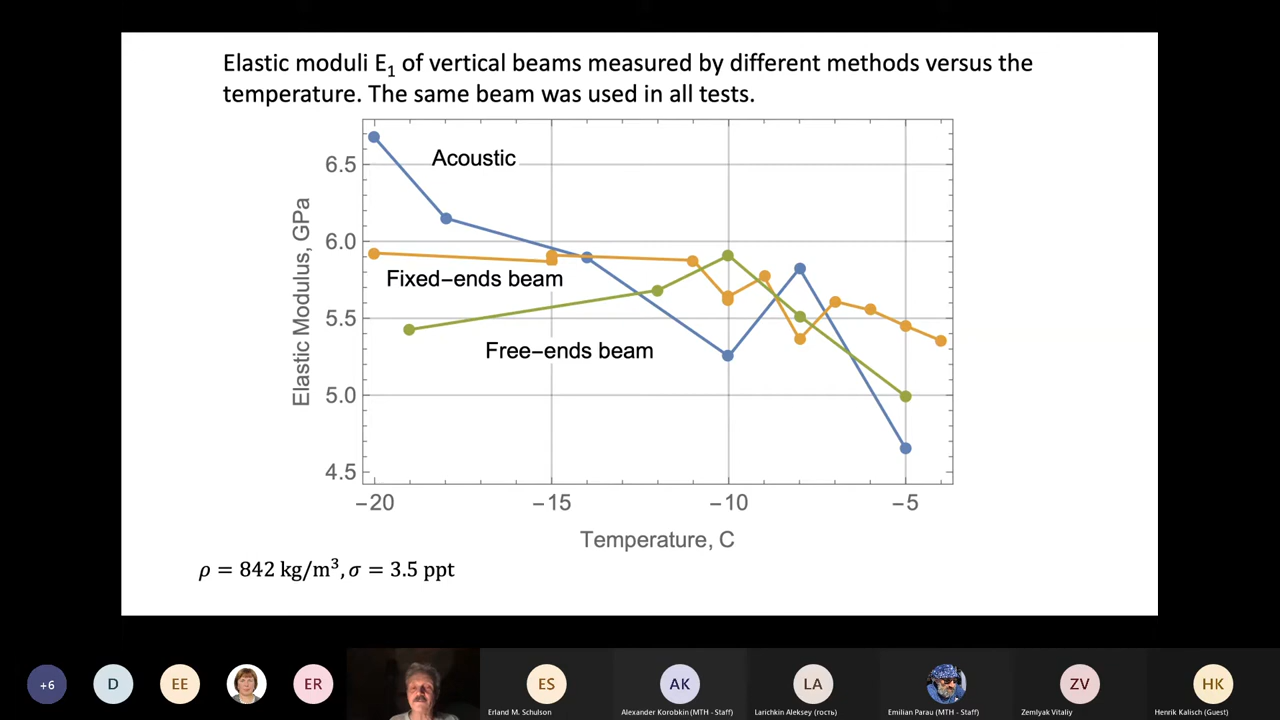 Elastic moduli E₁ of vertical beams measured by different methods versus the
temperature. The same beam was used in all tests.
Acoustic
Fixed-ends beam
Free-ends beam
Elastic Modulus, GPa
6.5
6.0
5.5
5.0
4.5
-20 -15 -10 -5
Temperature, C
ρ = 842 kg/m³, σ = 3.5 ppt
+6 D EE ER ES AK LA ZV HK
Erland M. Schulson
Alexander Korobkin (MTH - Staff)
Larichkin Aleksey (гость)
Emilian Parau (MTH - Staff)
Zemlyak Vitaliy
Henrik Kalisch (Guest)